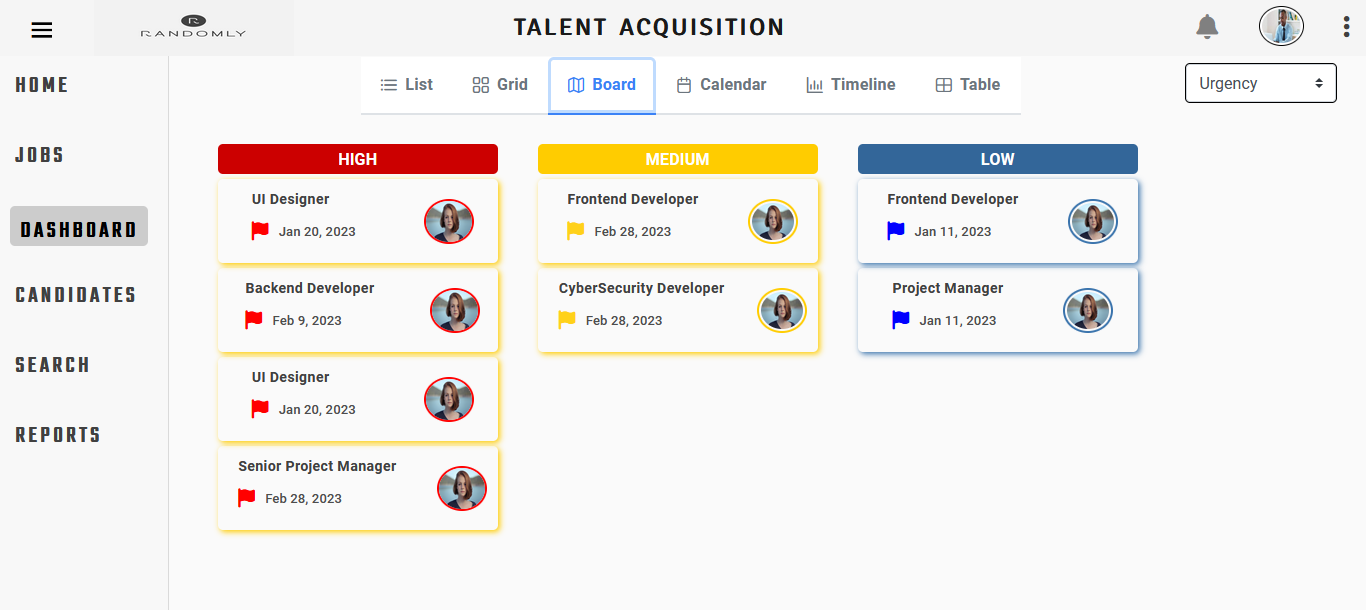 RANDOMLY
TALENT ACQUISITION
HOME
JOBS
DASHBOARD
CANDIDATES
SEARCH
REPORTS
List
Grid
Board
Calendar
Timeline
Table
Urgency
HIGH
UI Designer
Jan 20, 2023
Backend Developer
Feb 9, 2023
UI Designer
Jan 20, 2023
Senior Project Manager
Feb 28, 2023
MEDIUM
Frontend Developer
Feb 28, 2023
CyberSecurity Developer
Feb 28, 2023
LOW
Frontend Developer
Jan 11, 2023
Project Manager
Jan 11, 2023